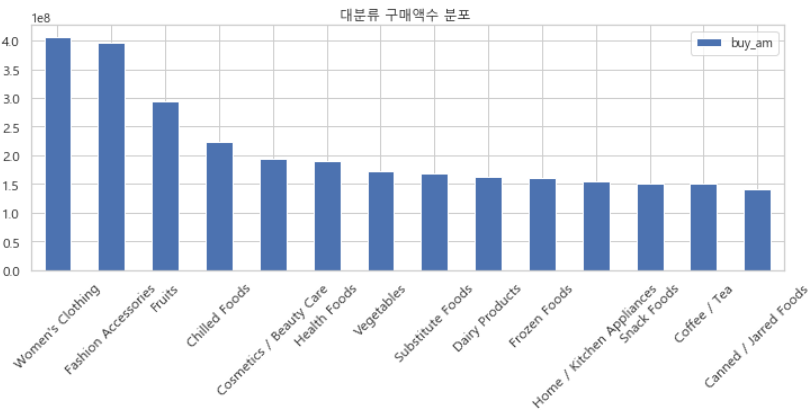 대분류 구매액수 분포
1e8
buy_am
4.0
3.5
3.0
2.5
2.0
1.5
1.0
0.5
0.0
Women's Clothing
Fashion Accessories
Fruits
Chilled Foods
Cosmetics / Beauty Care
Health Foods
Vegetables
Substitute Foods
Dairy Products
Frozen Foods
Home / Kitchen Appliances
Snack Foods
Coffee / Tea
Canned / Jarred Foods